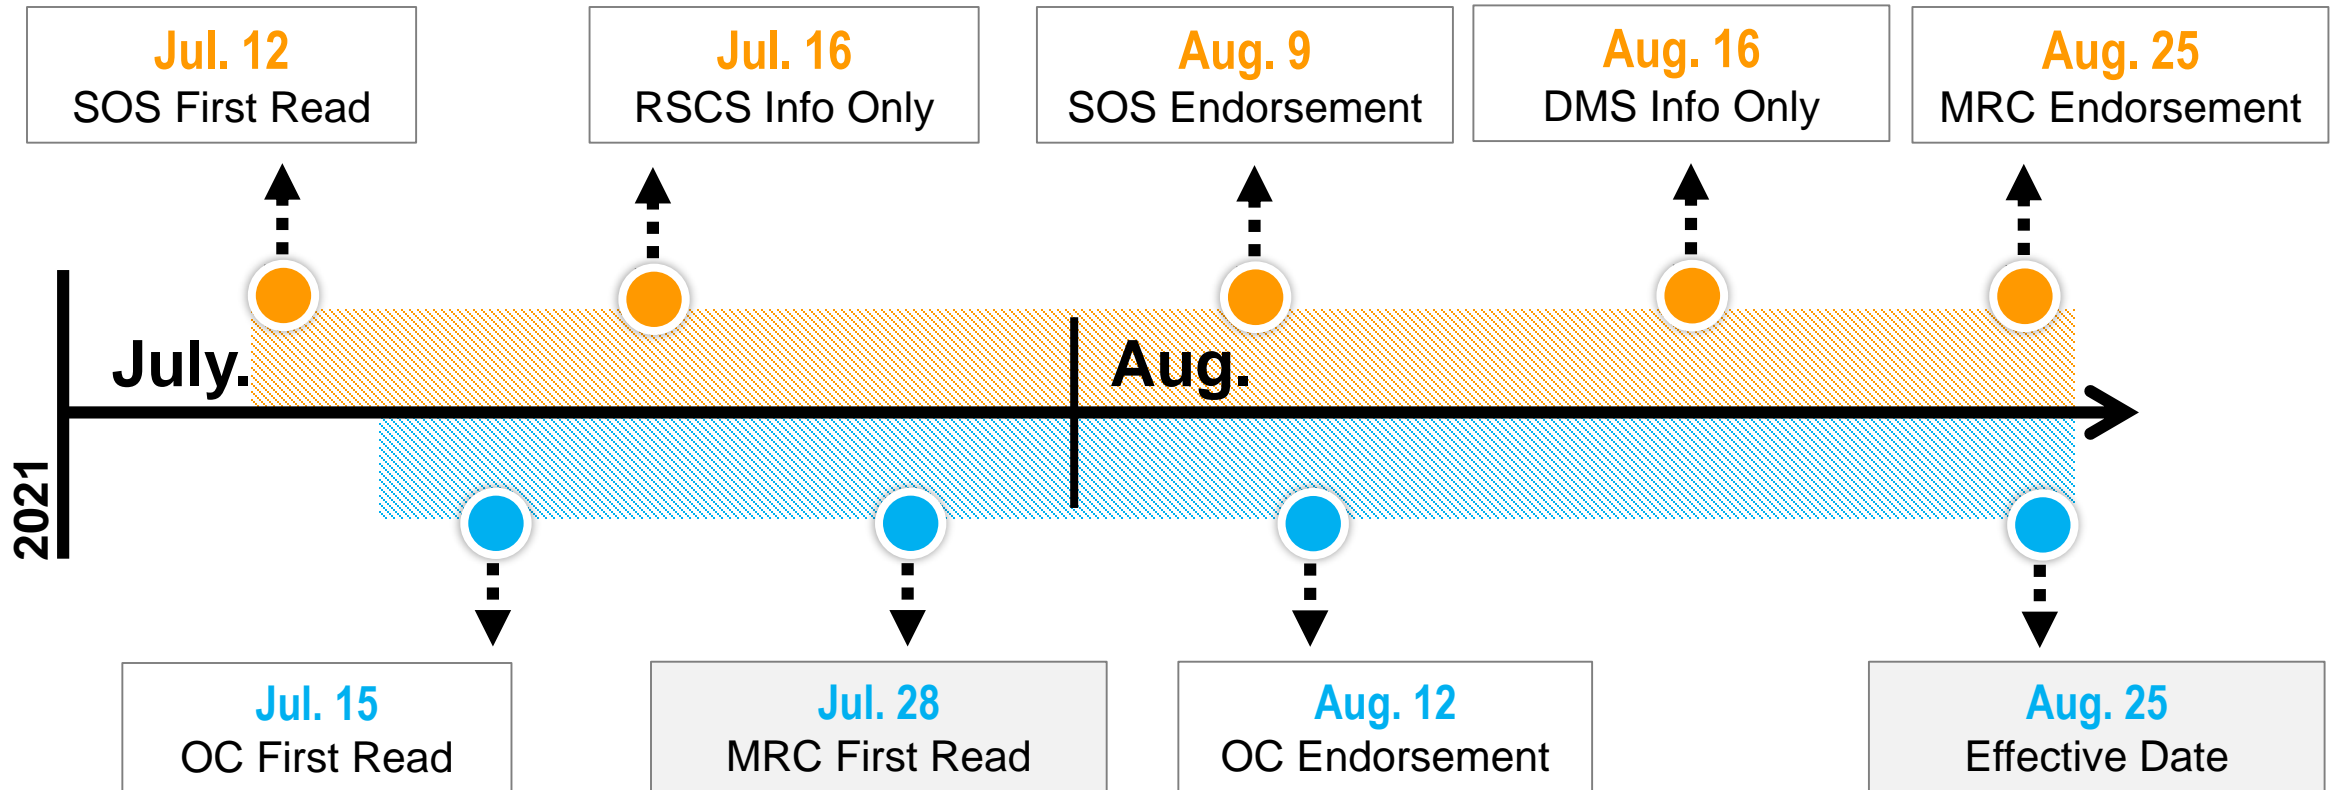 Jul. 12
SOS First Read
Jul. 16
RSCS Info Only
Aug. 9
SOS Endorsement
Aug. 16
DMS Info Only
Aug. 25
MRC Endorsement
July.
Aug.
2021
Jul. 15
OC First Read
Jul. 28
MRC First Read
Aug. 12
OC Endorsement
Aug. 25
Effective Date